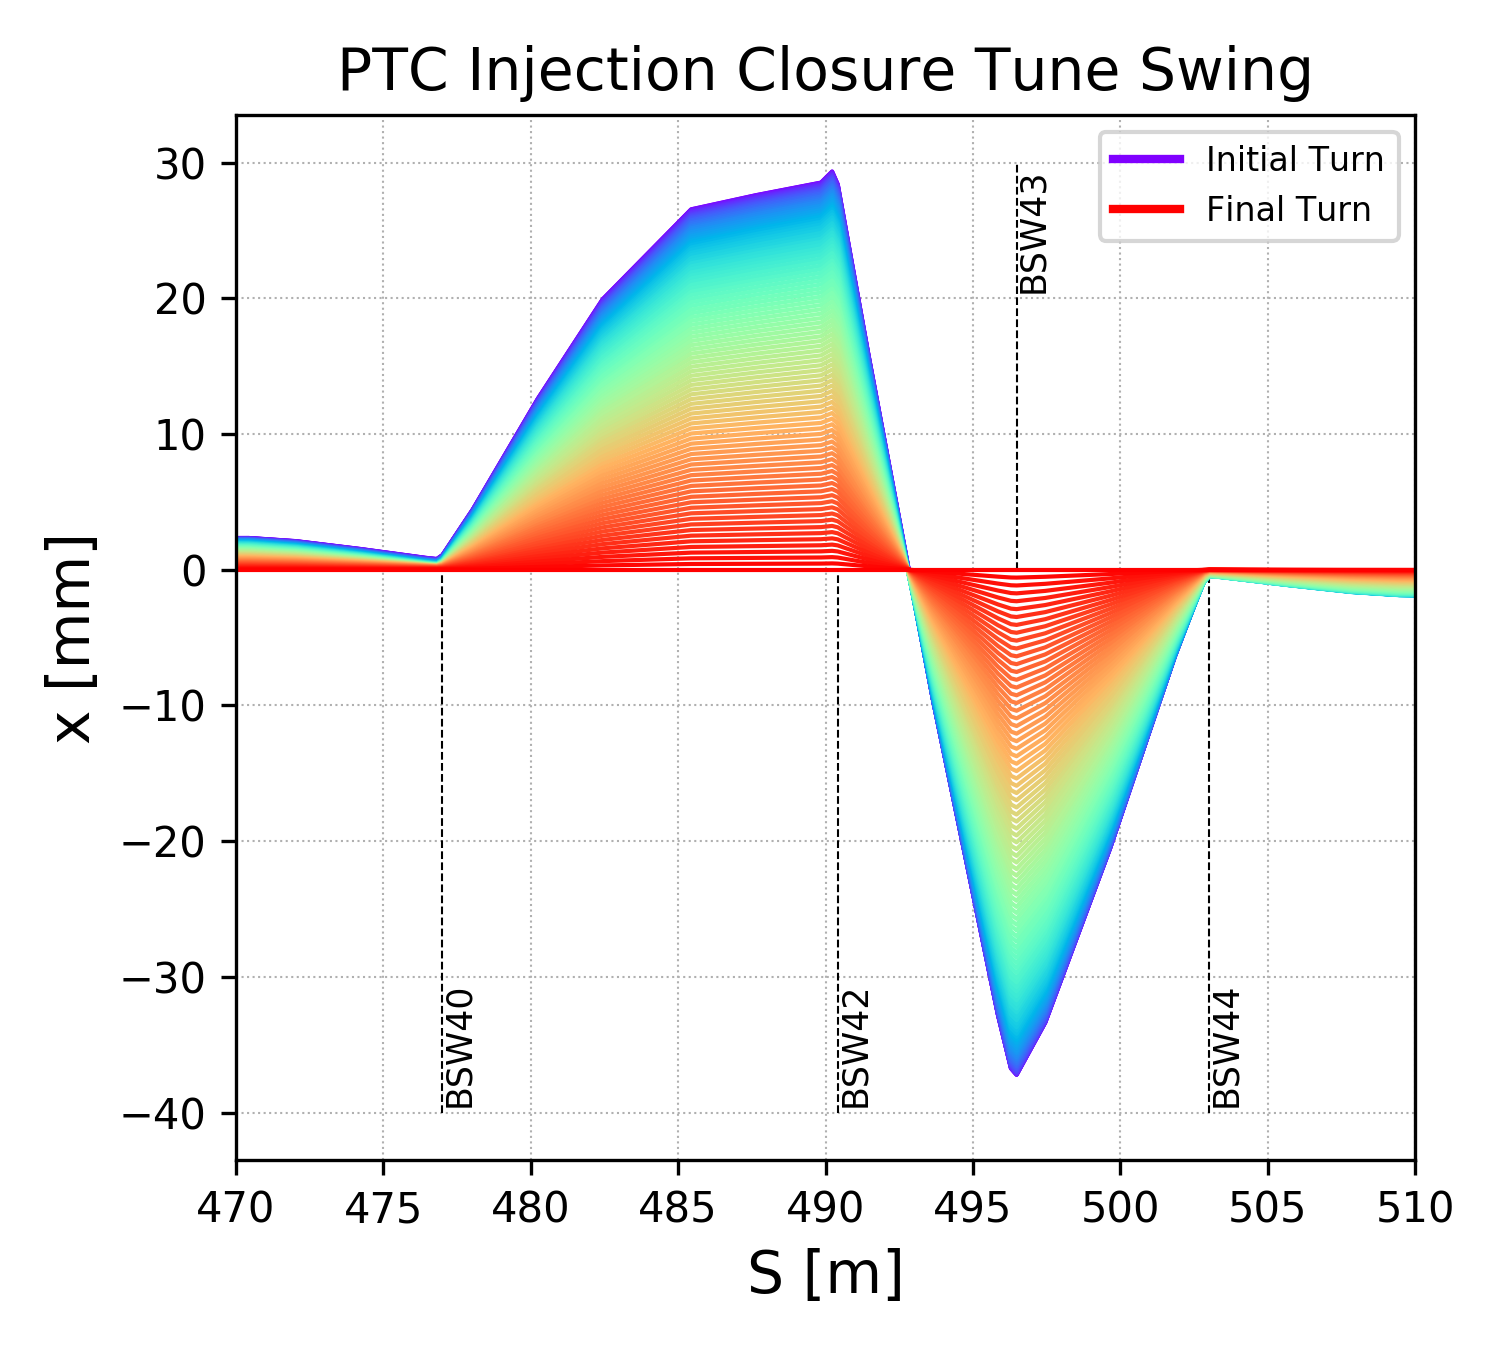 PTC Injection Closure Tune Swing
Initial Turn
Final Turn
BSW43
BSW40
BSW42
BSW44
30
20
10
0
−10
−20
−30
−40
x [mm]
470 475 480 485 490 495 500 505 510
S [m]